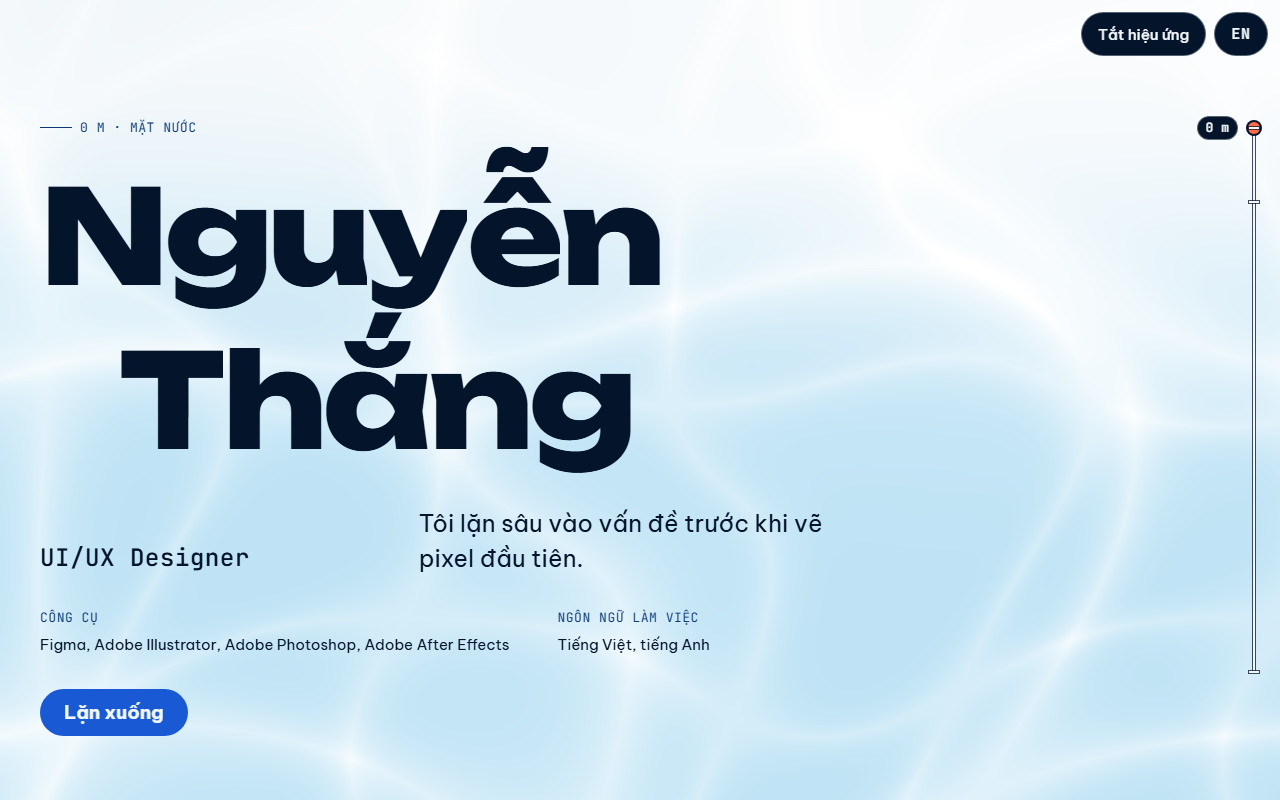 Tắt hiệu ứng
EN
0 M · MẶT NƯỚC
0 m
Nguyễn
Thắng
Tôi lặn sâu vào vấn đề trước khi vẽ
pixel đầu tiên.
UI/UX Designer
CÔNG CỤ
Figma, Adobe Illustrator, Adobe Photoshop, Adobe After Effects
NGÔN NGỮ LÀM VIỆC
Tiếng Việt, tiếng Anh
Lặn xuống